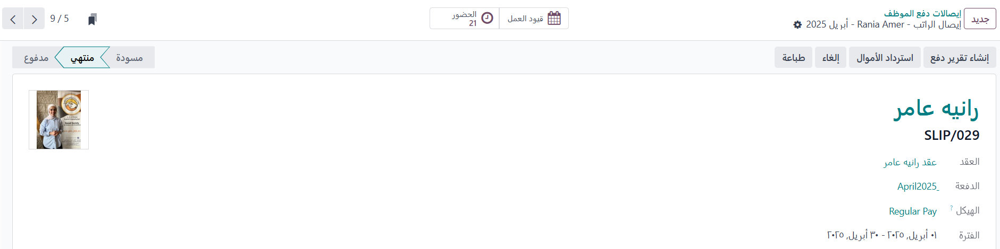 جديد
إيصالات دفع الموظف
إيصال الراتب - Rania Amer - أبريل 2025
قيود العمل
الحضور
21
9 / 5
إنشاء تقرير دفع
استرداد الأموال
إلغاء
طباعة
مسودة
منتهي
مدفوع
رانيه عامر
SLIP/029
العقد عقد رانيه عامر
الدفعة April2025_
الهيكل ? Regular Pay
الفترة ٠١ أبريل, ٢٠٢٥ - ٣٠ أبريل, ٢٠٢٥